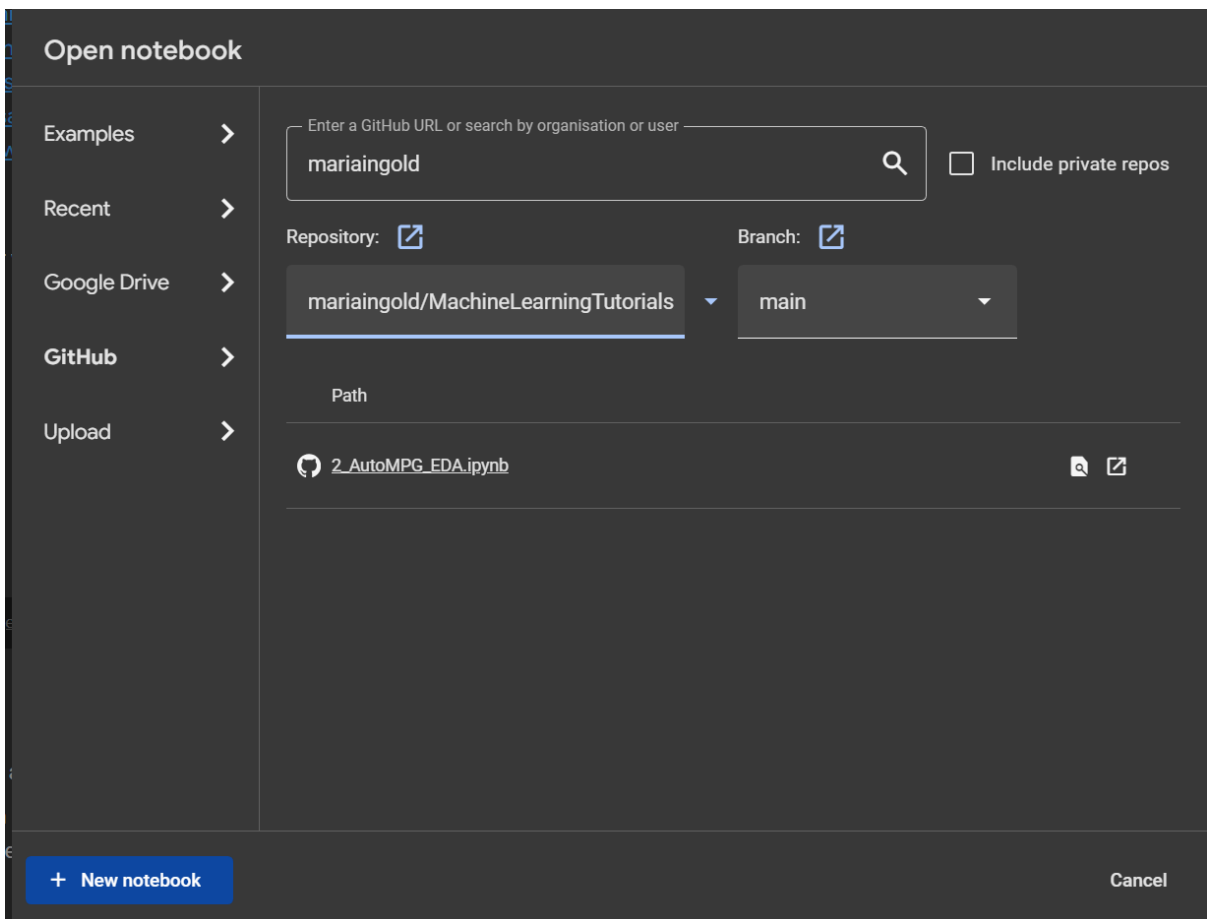 Open notebook
Examples
Recent
Google Drive
GitHub
Upload
Enter a GitHub URL or search by organisation or user
mariaingold
Include private repos
Repository:
Branch:
mariaingold/MachineLearningTutorials
main
Path
2_AutoMPG_EDA.ipynb
+ New notebook
Cancel